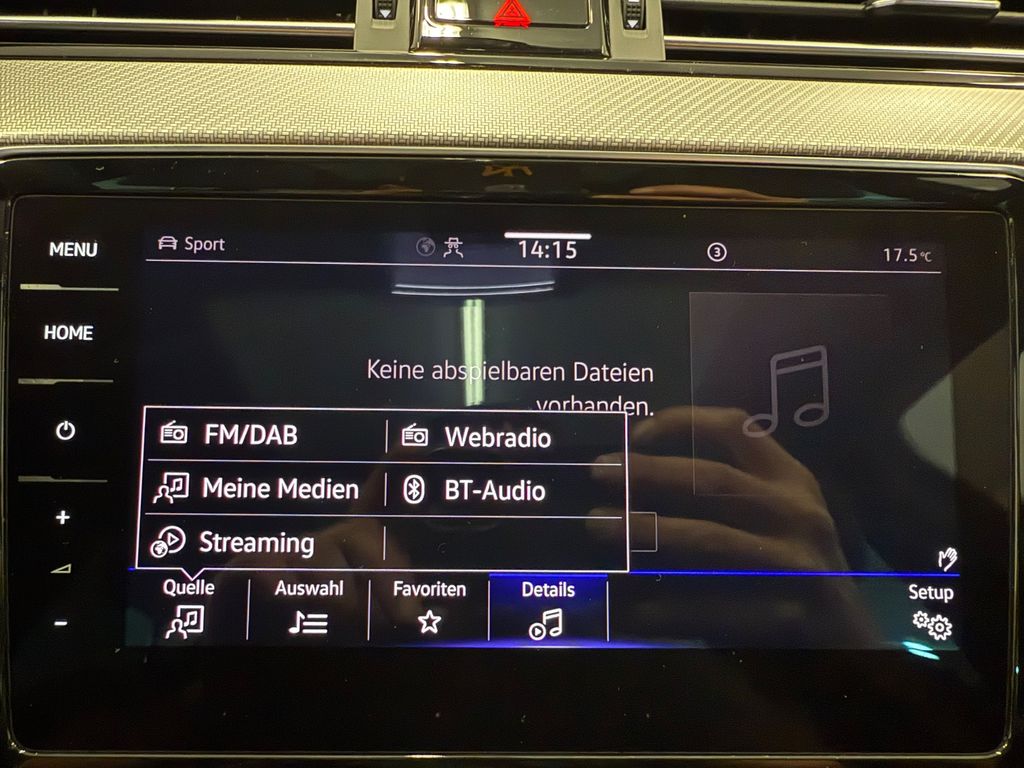 MENU
Sport
14:15
3
17.5°C
HOME
Keine abspielbaren Dateien
vorhanden.
FM/DAB
Webradio
Meine Medien
BT-Audio
Streaming
+
-
Quelle
Auswahl
Favoriten
Details
Setup